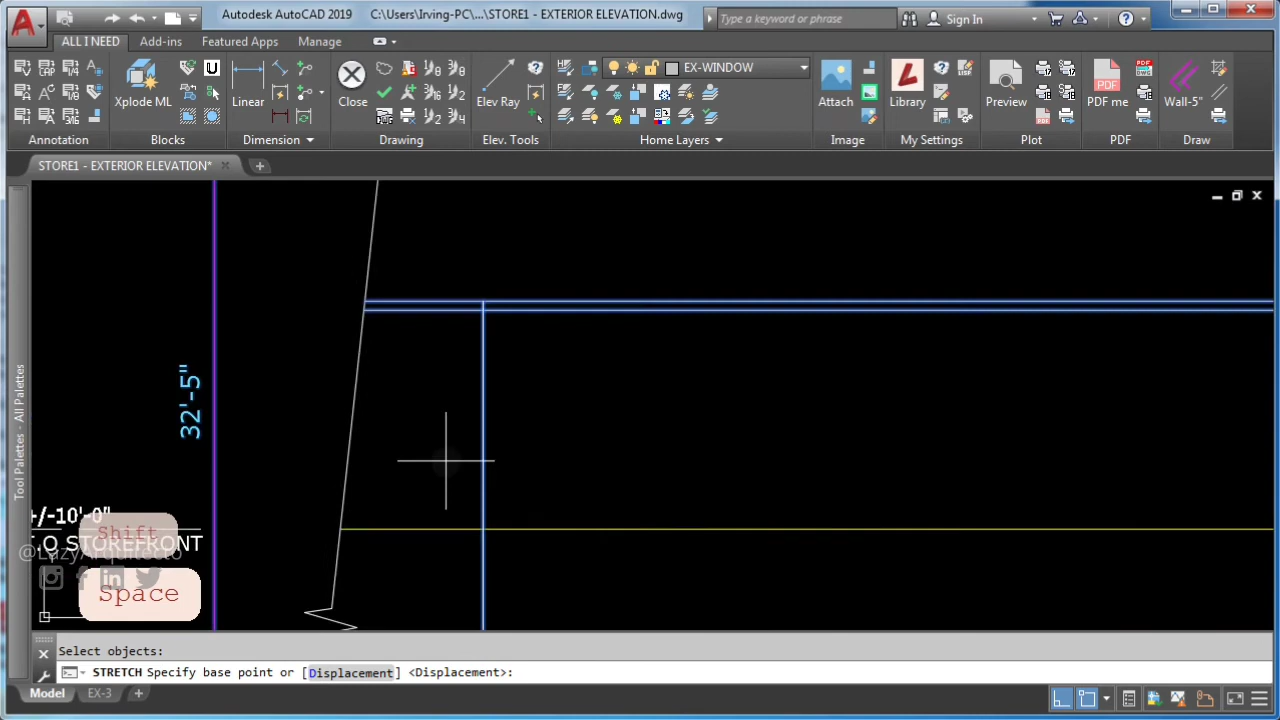 Autodesk AutoCAD 2019 C:\Users\Irving-PC\...\STORE1 - EXTERIOR ELEVATION.dwg
Type a keyword or phrase
Sign In
ALL I NEED Add-ins Featured Apps Manage
Xplode ML
Linear
Close
Elev Ray
EX-WINDOW
Attach
Library
Preview
PDF me
Wall-5"
Annotation Blocks Dimension Drawing Elev. Tools Home Layers Image My Settings Plot PDF Draw
STORE1 - EXTERIOR ELEVATION*
Tool Palettes - All Palettes
32'-5"
+/-10'-0"
T.O STOREFRONT
Shift
@LazyArquitecto
Space
Select objects:
STRETCH Specify base point or [Displacement] <Displacement>:
Model EX-3